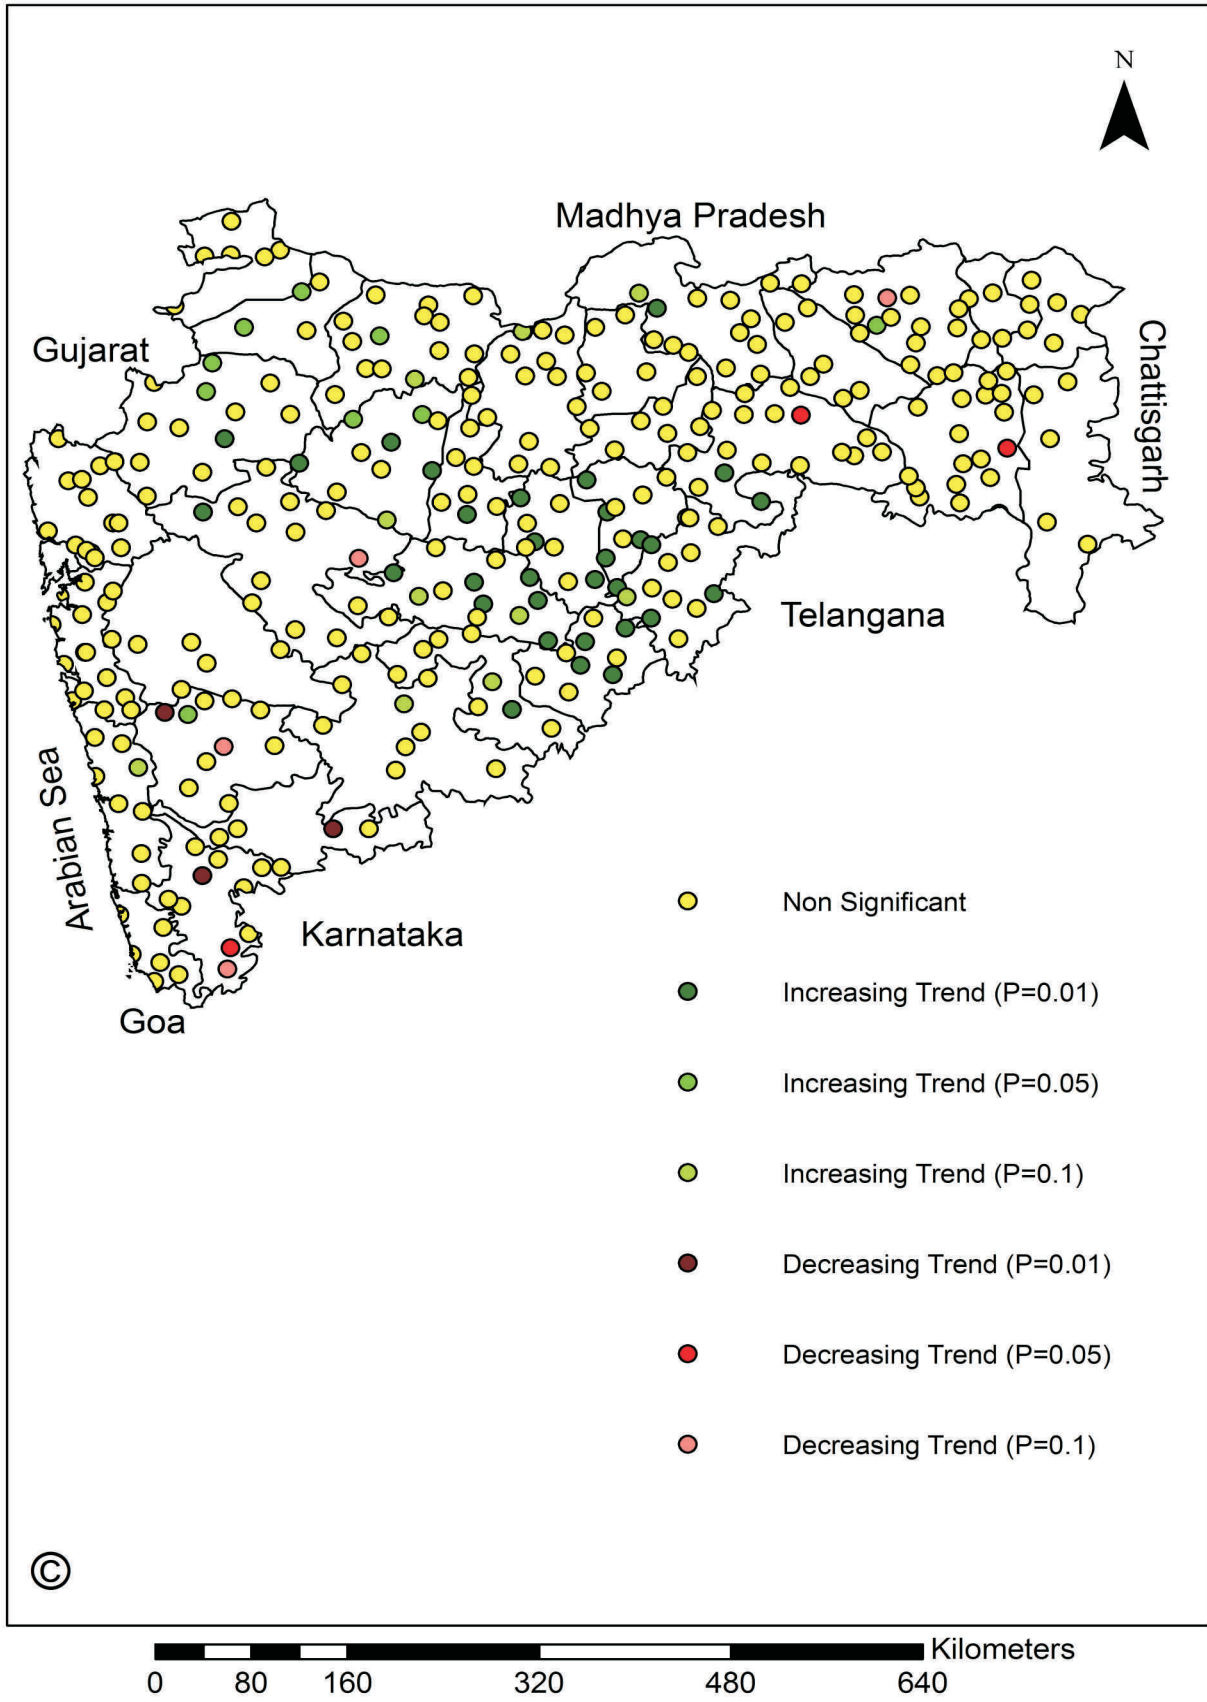 N
Madhya Pradesh
Gujarat
Chattisgarh
Telangana
Arabian Sea
Karnataka
Goa
Non Significant
Increasing Trend (P=0.01)
Increasing Trend (P=0.05)
Increasing Trend (P=0.1)
Decreasing Trend (P=0.01)
Decreasing Trend (P=0.05)
Decreasing Trend (P=0.1)
©
Kilometers
0 80 160 320 480 640